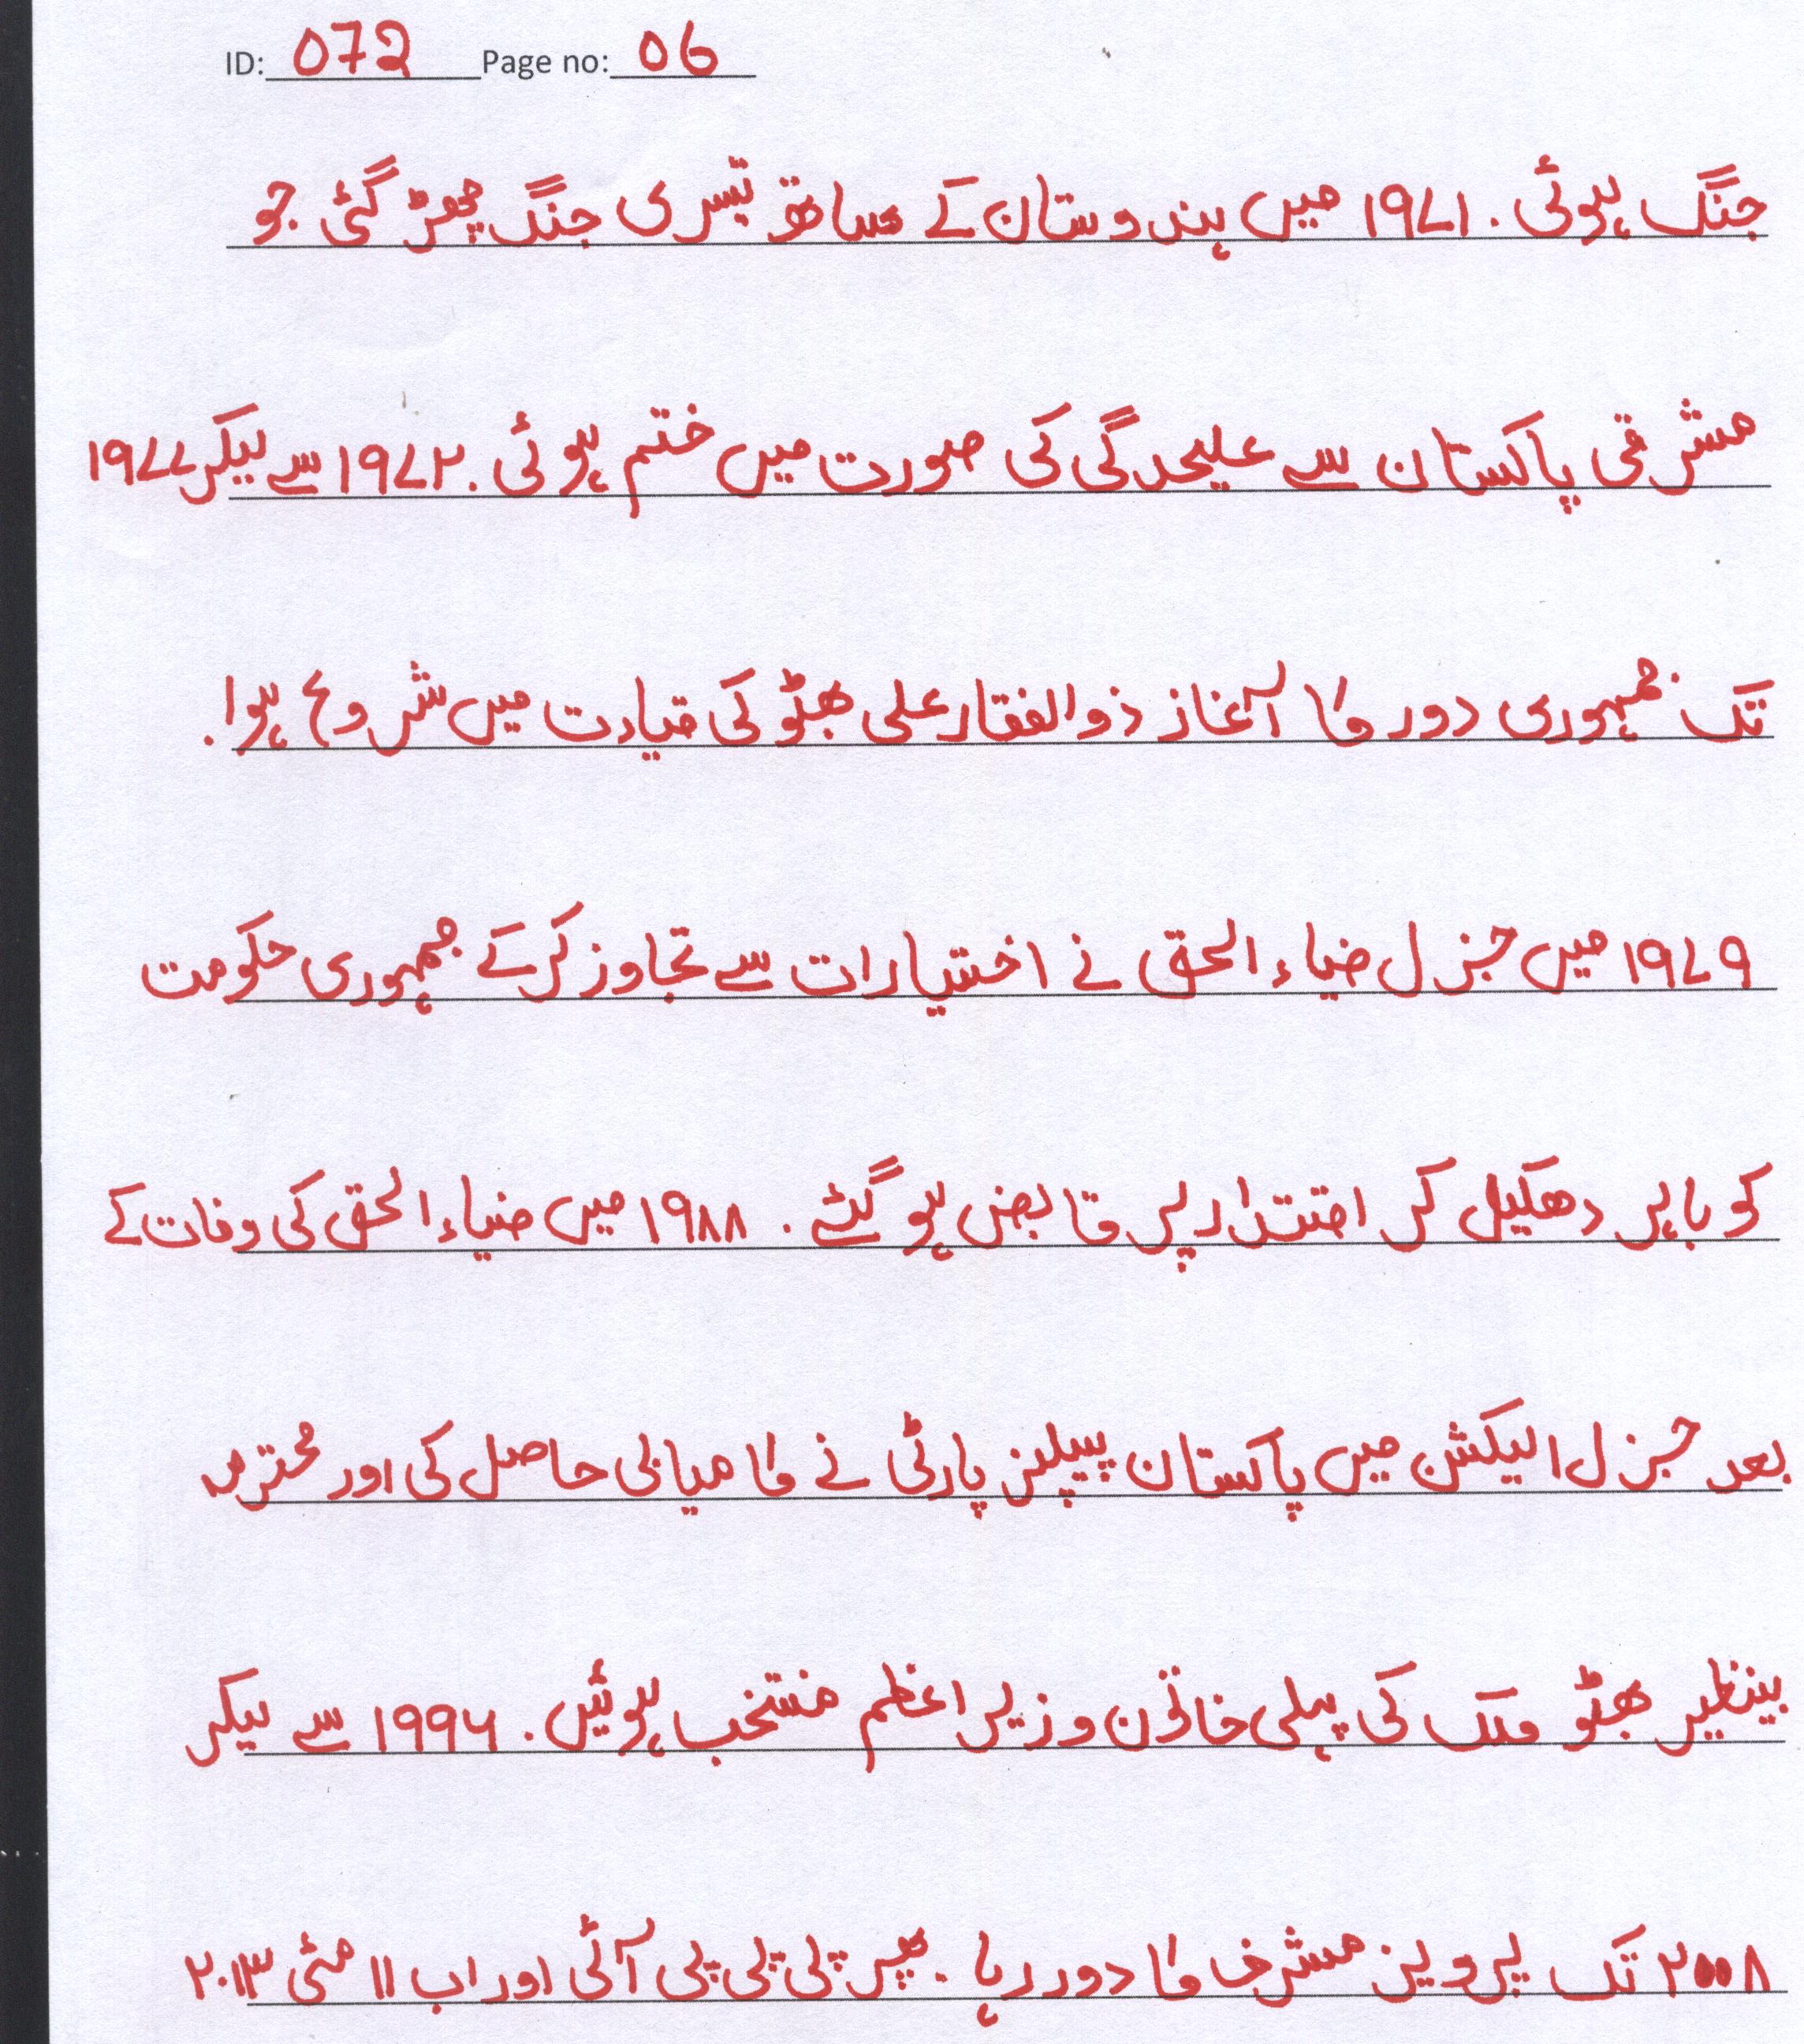 ID: 072 Page no: 06
جنگ ہوئی. ۱۹۷۱ میں ہندوستان کے ساتھ تیسری جنگ چھڑ گئی جو
مشرقی پاکستان سے علیحدگی کی صورت میں ختم ہوئی. ۱۹۷۲ سے لیکر ۱۹۷۷
تک جمہوری دور کا آغاز ذوالفقار علی بھٹو کی قیادت میں شروع ہوا.
۱۹۷۹ میں جنرل ضیاء الحق نے اختیارات سے تجاوز کرکے جمہوری حکومت
کو باہر دھکیل کر اقتدار پر قابض ہو گئے. ۱۹۸۸ میں ضیاء الحق کی وفات کے
بعد جنرل الیکشن میں پاکستان پیپلز پارٹی نے کامیابی حاصل کی اور محترمہ
بینظیر بھٹو ملک کی پہلی خاتون وزیر اعظم منتخب ہوئیں. ۱۹۹۶ سے لیکر
۲۰۰۸ تک پرویز مشرف کا دور رہا. پھر پی پی پی آئی اور اب ۱۱ مئی ۲۰۱۳